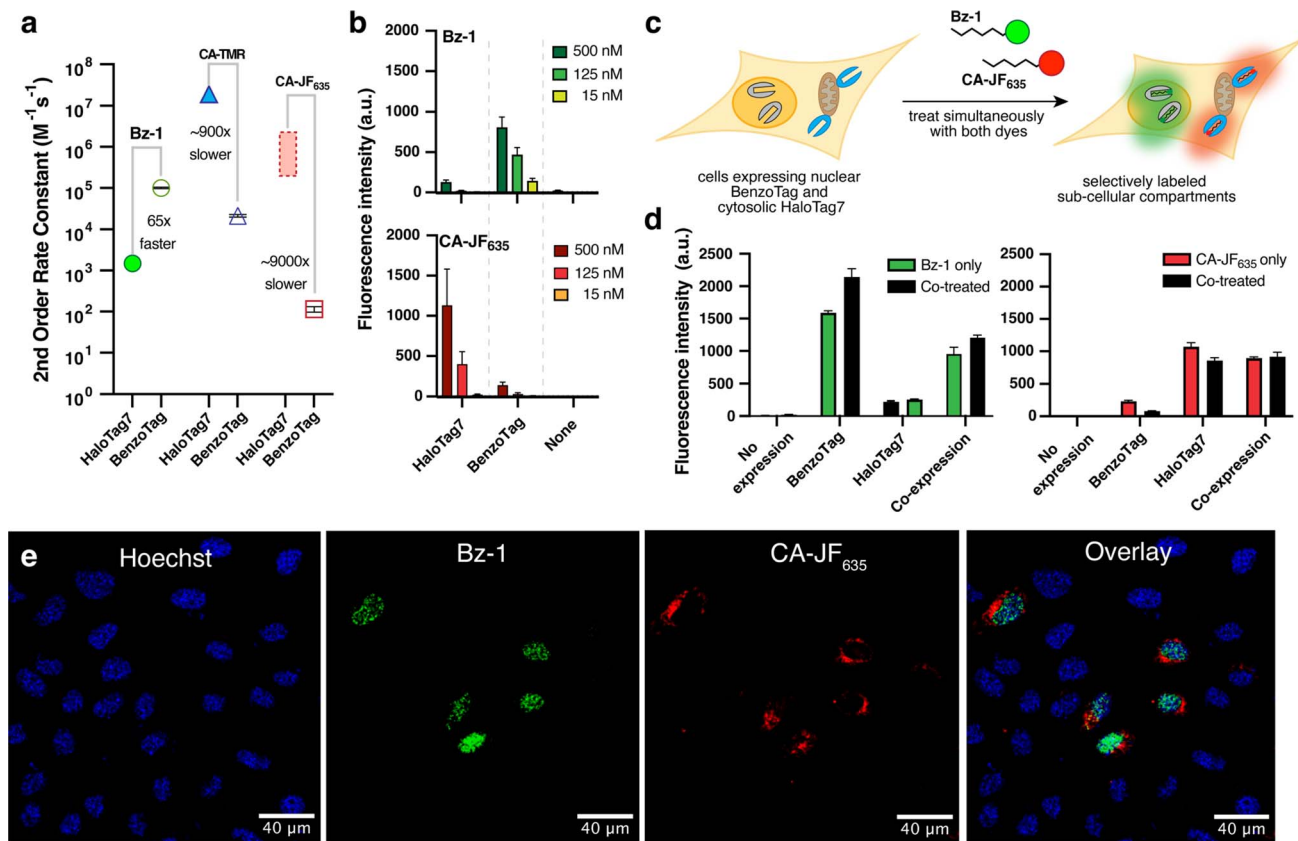 a
2nd Order Rate Constant (M⁻¹s⁻¹)
10⁸
10⁷
10⁶
10⁵
10⁴
10³
10²
10¹
10⁰
Bz-1
65x
faster
CA-TMR
~900x
slower
CA-JF₆₃₅
~9000x
slower
HaloTag7
BenzoTag
HaloTag7
BenzoTag
HaloTag7
BenzoTag
b
Fluorescence intensity (a.u.)
Bz-1
2000
1500
1000
500
0
500 nM
125 nM
15 nM
CA-JF₆₃₅
2000
1500
1000
500
0
500 nM
125 nM
15 nM
HaloTag7
BenzoTag
None
c
Bz-1
CA-JF₆₃₅
treat simultaneously
with both dyes
cells expressing nuclear
BenzoTag and
cytosolic HaloTag7
selectively labeled
sub-cellular compartments
d
Fluorescence intensity (a.u.)
2500
2000
1500
1000
500
0
Bz-1 only
Co-treated
No
expression
BenzoTag
HaloTag7
Co-expression
2500
2000
1500
1000
500
0
CA-JF₆₃₅ only
Co-treated
No
expression
BenzoTag
HaloTag7
Co-expression
e
Hoechst
40 µm
Bz-1
40 µm
CA-JF₆₃₅
40 µm
Overlay
40 µm